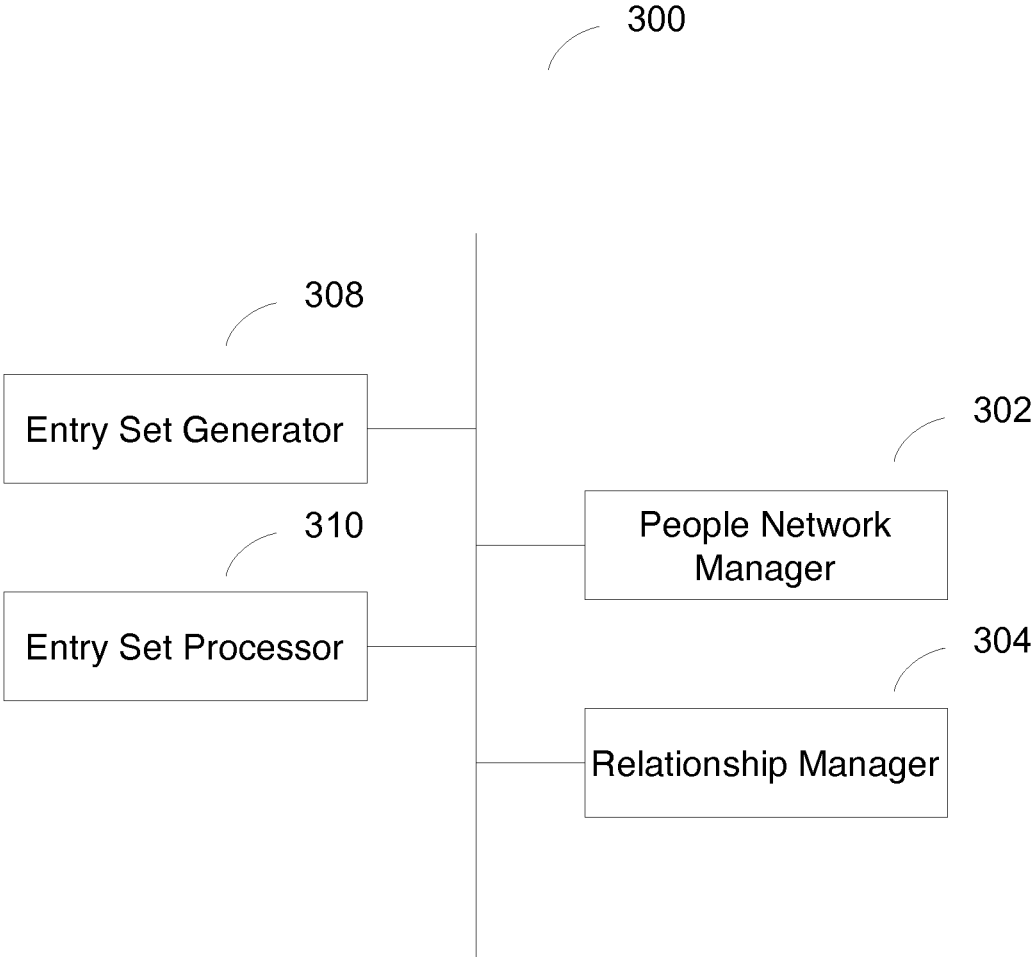 300
308
Entry Set Generator
302
People Network
Manager
310
Entry Set Processor
304
Relationship Manager